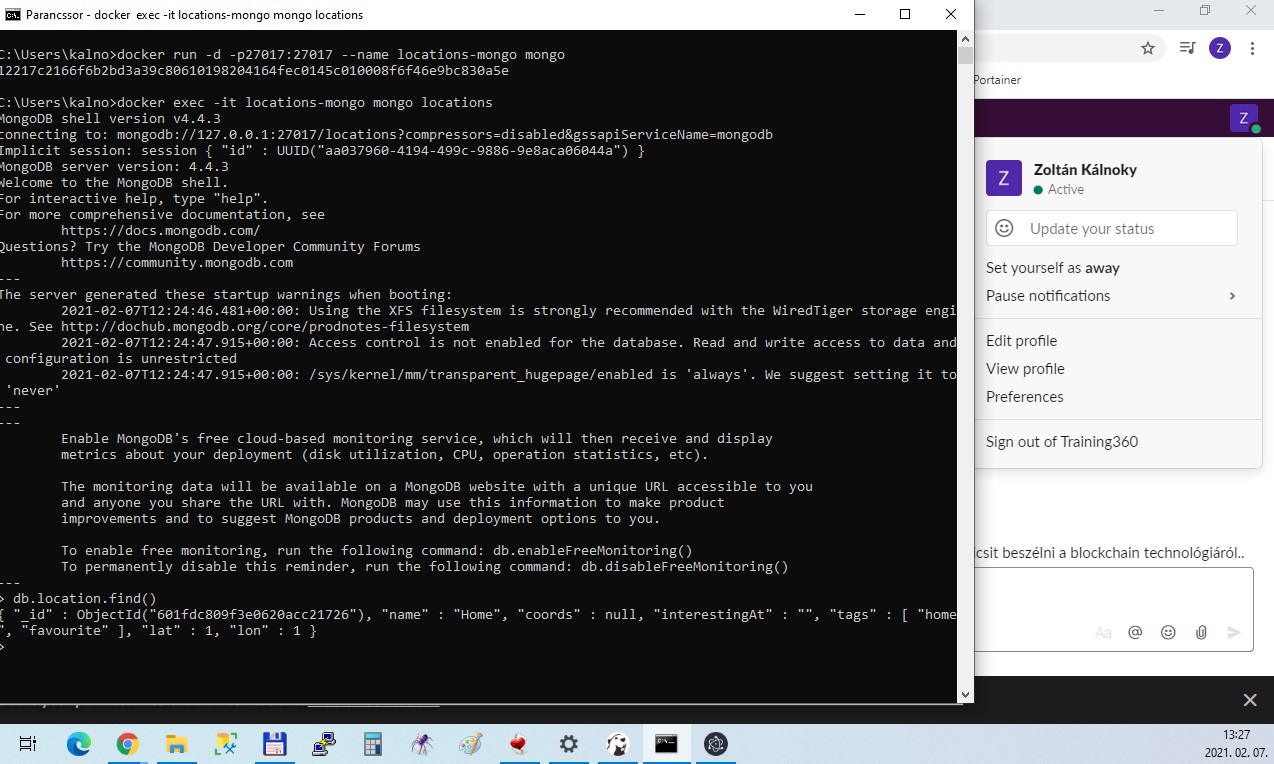 Parancssor - docker exec -it locations-mongo mongo locations
C:\Users\kalno>docker run -d -p27017:27017 --name locations-mongo mongo
12217c2166f6b2bd3a39c80610198204164fec0145c010008f6f46e9bc830a5e
C:\Users\kalno>docker exec -it locations-mongo mongo locations
MongoDB shell version v4.4.3
connecting to: mongodb://127.0.0.1:27017/locations?compressors=disabled&gssapiServiceName=mongodb
Implicit session: session { "id" : UUID("aa037960-4194-499c-9886-9e8aca06044a") }
MongoDB server version: 4.4.3
Welcome to the MongoDB shell.
For interactive help, type "help".
For more comprehensive documentation, see
https://docs.mongodb.com/
Questions? Try the MongoDB Developer Community Forums
https://community.mongodb.com
---
The server generated these startup warnings when booting:
2021-02-07T12:24:46.481+00:00: Using the XFS filesystem is strongly recommended with the WiredTiger storage engi
ne. See http://dochub.mongodb.org/core/prodnotes-filesystem
2021-02-07T12:24:47.915+00:00: Access control is not enabled for the database. Read and write access to data and
configuration is unrestricted
2021-02-07T12:24:47.915+00:00: /sys/kernel/mm/transparent_hugepage/enabled is 'always'. We suggest setting it to
'never'
---
---
Enable MongoDB's free cloud-based monitoring service, which will then receive and display
metrics about your deployment (disk utilization, CPU, operation statistics, etc).
The monitoring data will be available on a MongoDB website with a unique URL accessible to you
and anyone you share the URL with. MongoDB may use this information to make product
improvements and to suggest MongoDB products and deployment options to you.
To enable free monitoring, run the following command: db.enableFreeMonitoring()
To permanently disable this reminder, run the following command: db.disableFreeMonitoring()
---
> db.location.find()
{ "_id" : ObjectId("601fdc809f3e0620acc21726"), "name" : "Home", "coords" : null, "interestingAt" : "", "tags" : [ "home
", "favourite" ], "lat" : 1, "lon" : 1 }
>
Z
Portainer
Z
Z
Zoltán Kálnoky
Active
Update your status
Set yourself as away
Pause notifications
Edit profile
View profile
Preferences
Sign out of Training360
csit beszélni a blockchain technológiáról..
Aa
13:27
2021. 02. 07.